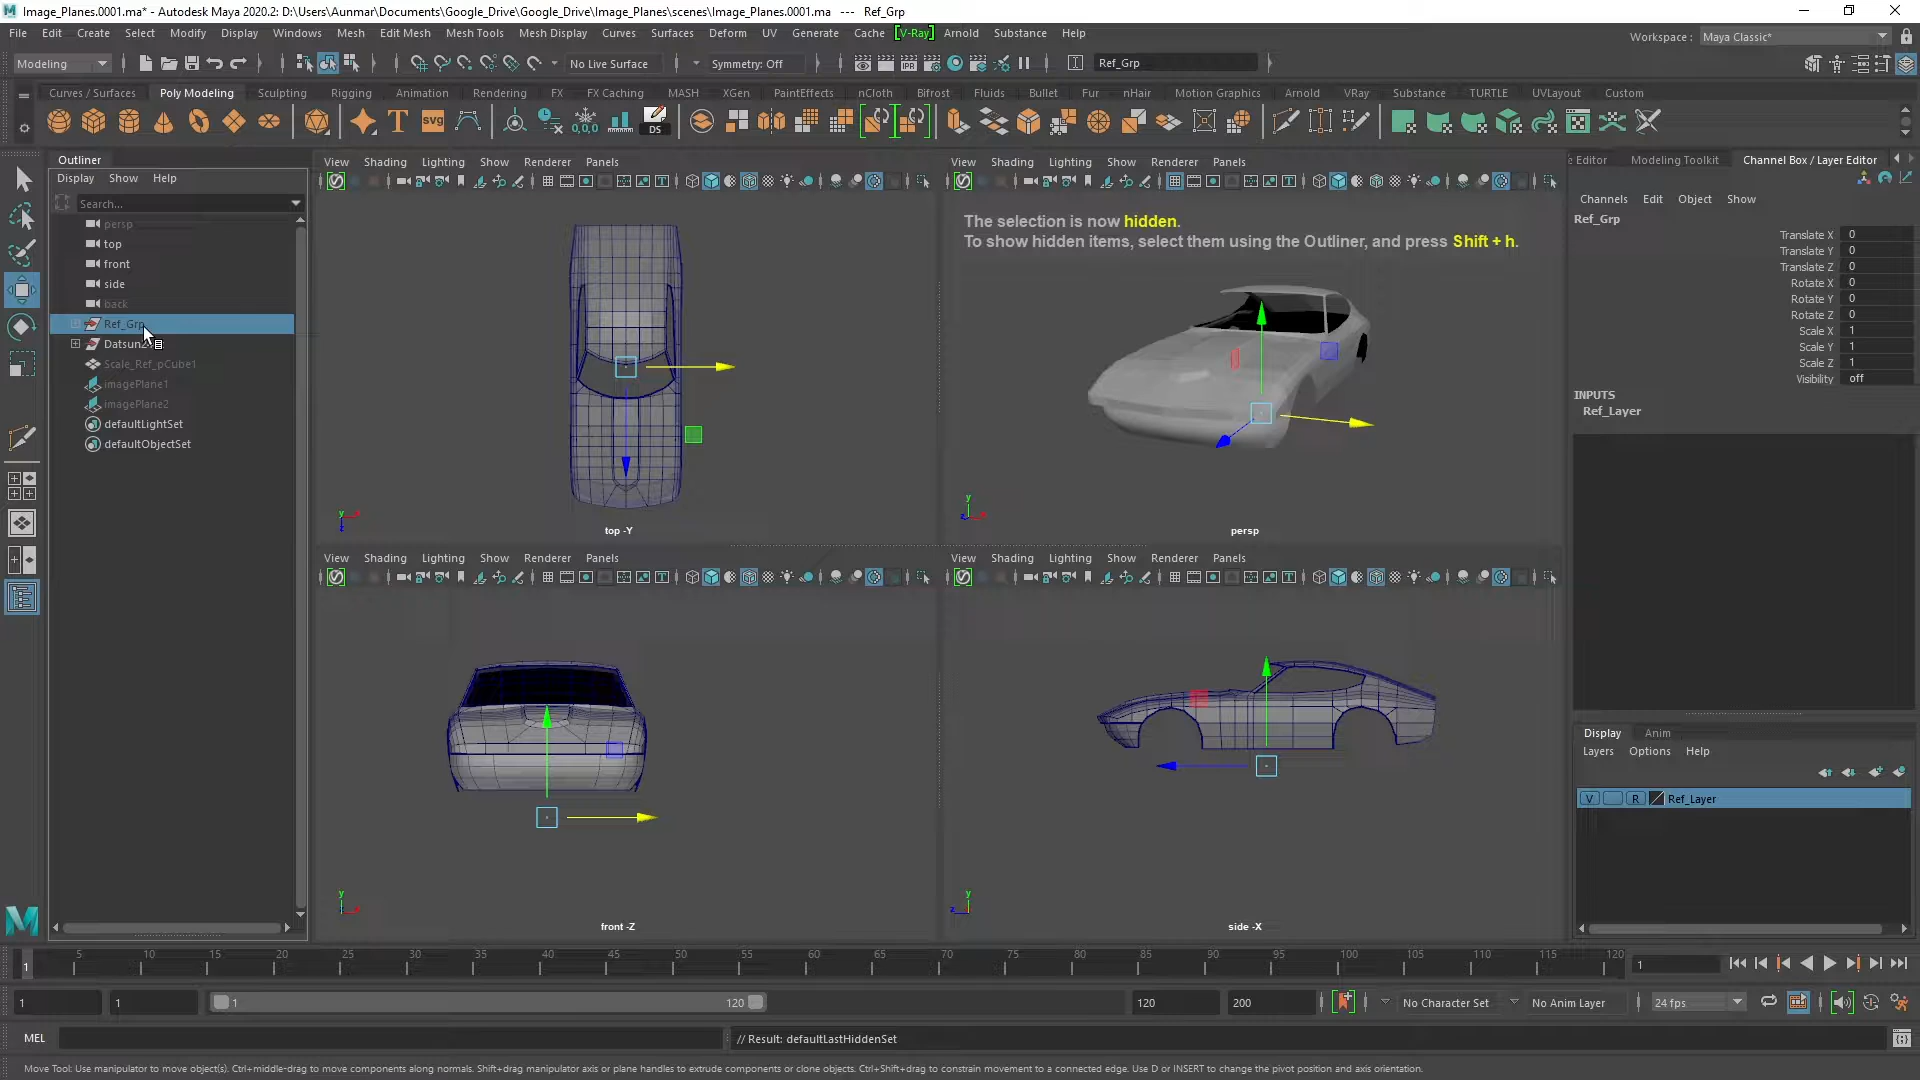 Image_Planes.0001.ma* - Autodesk Maya 2020.2: D:\Users\Aunmar\Documents\Google_Drive\Google_Drive\Image_Planes\scenes\Image_Planes.0001.ma --- Ref_Grp
File Edit Create Select Modify Display Windows Mesh Edit Mesh Mesh Tools Mesh Display Curves Surfaces Deform UV Generate Cache [V-Ray] Arnold Substance Help
Workspace : Maya Classic*
Modeling No Live Surface Symmetry: Off IPR Ref_Grp
Curves / Surfaces Poly Modeling Sculpting Rigging Animation Rendering FX FX Caching MASH XGen PaintEffects nCloth Bifrost Fluids Bullet Fur nHair Motion Graphics Arnold VRay Substance TURTLE UVLayout Custom
T svg 0,0,0 DS
Outliner
Display Show Help
Search...
persp
top
front
side
back
Ref_Grp
Datsun2
Scale_Ref_pCube1
imagePlane1
imagePlane2
defaultLightSet
defaultObjectSet
View Shading Lighting Show Renderer Panels
top -Y
View Shading Lighting Show Renderer Panels
The selection is now hidden.
To show hidden items, select them using the Outliner, and press Shift + h.
persp
View Shading Lighting Show Renderer Panels
front -Z
View Shading Lighting Show Renderer Panels
side -X
e Editor Modeling Toolkit Channel Box / Layer Editor
Channels Edit Object Show
Ref_Grp
Translate X 0
Translate Y 0
Translate Z 0
Rotate X 0
Rotate Y 0
Rotate Z 0
Scale X 1
Scale Y 1
Scale Z 1
Visibility off
INPUTS
Ref_Layer
Display Anim
Layers Options Help
V R Ref_Layer
1 5 10 15 20 25 30 35 40 45 50 55 60 65 70 75 80 85 90 95 100 105 110 115 120 1
1 1 1 120 120 200 No Character Set No Anim Layer 24 fps
MEL // Result: defaultLastHiddenSet
Move Tool: Use manipulator to move object(s). Ctrl+middle-drag to move components along normals. Shift+drag manipulator axis or plane handles to extrude components or clone objects. Ctrl+Shift+drag to constrain movement to a connected edge. Use D or INSERT to change the pivot position and axis orientation.